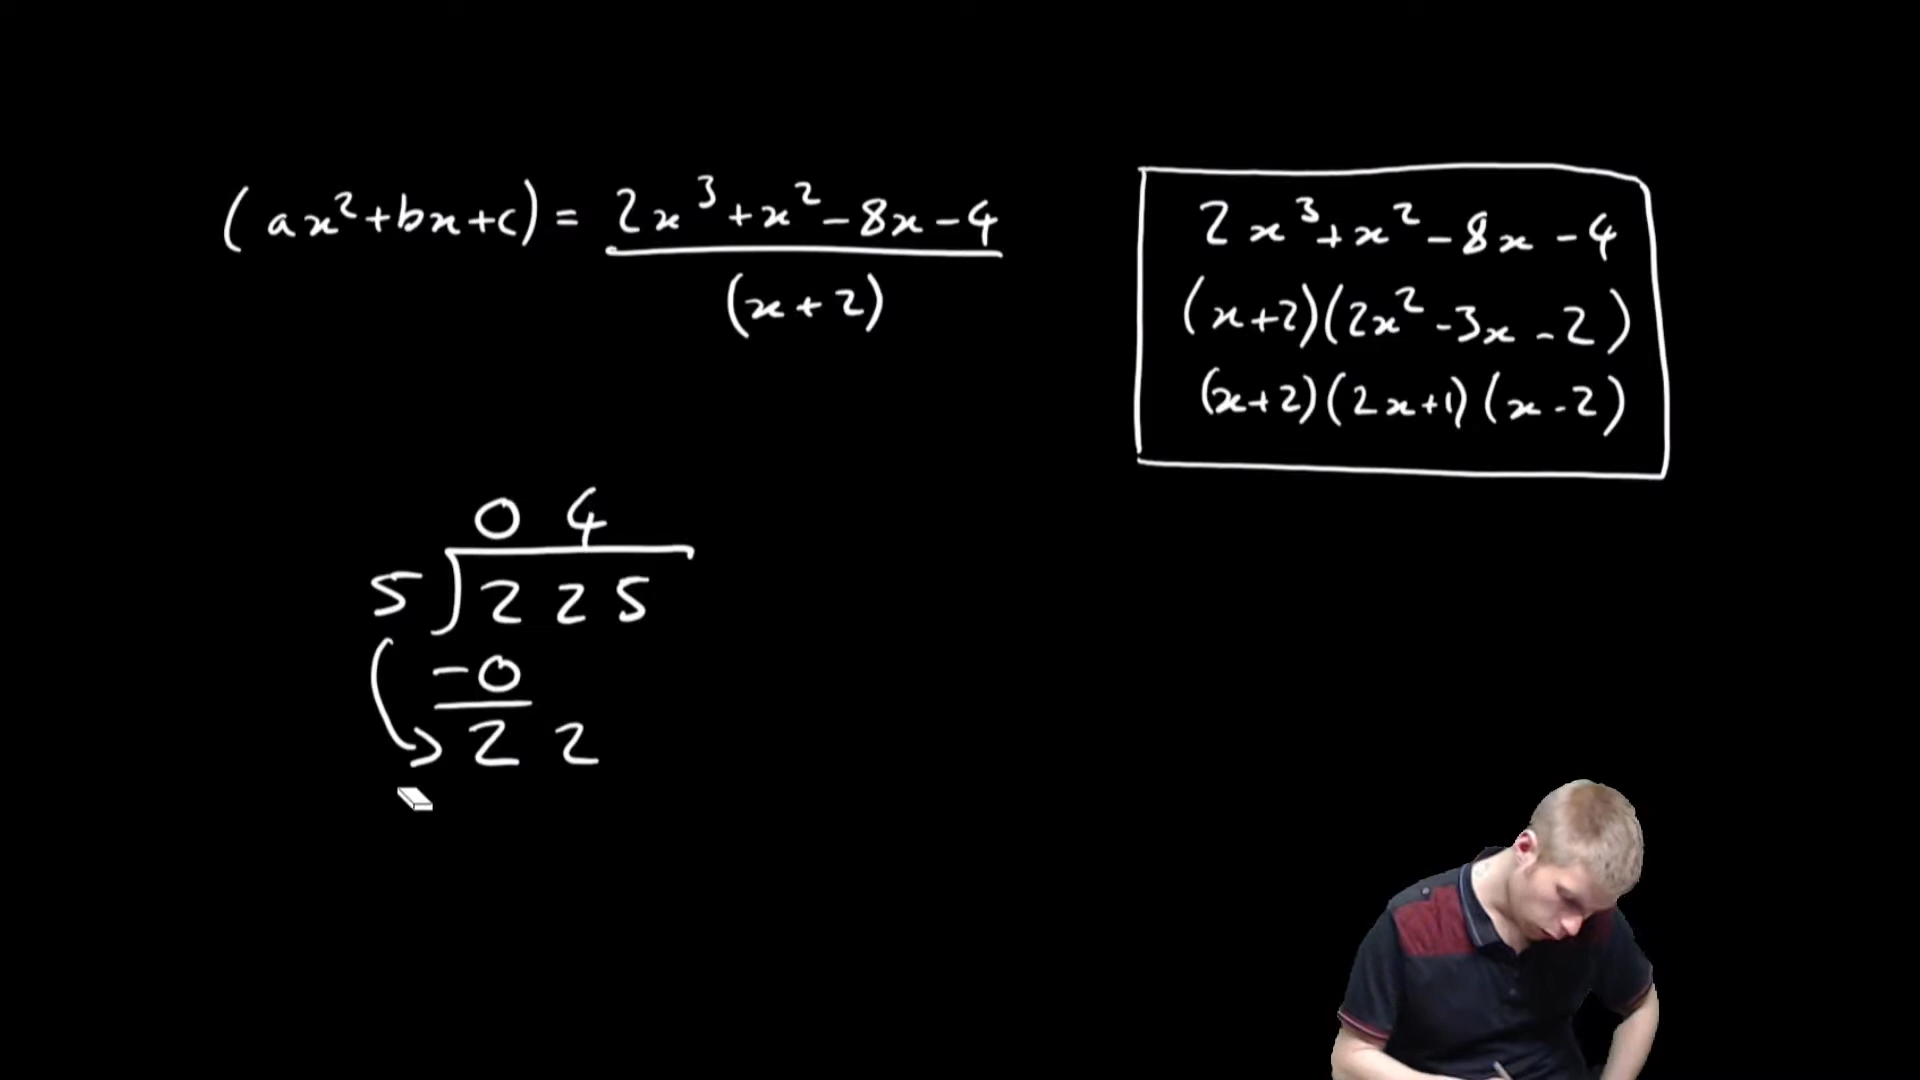 (ax²+bx+c) = 2x³+x²-8x-4
(x+2)
2x³+x²-8x-4
(x+2)(2x²-3x-2)
(x+2)(2x+1)(x-2)
0 4
5 ) 2 2 5
-0
2 2